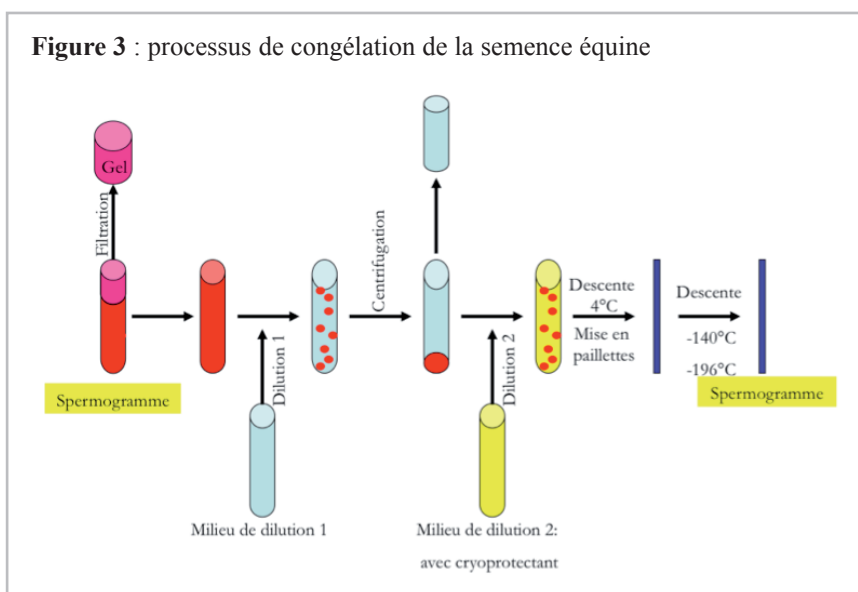 Figure 3 : processus de congélation de la semence équine
Gel
Filtration
Spermogramme
Dilution 1
Milieu de dilution 1
Centrifugation
Dilution 2
Milieu de dilution 2:
avec cryoprotectant
Descente
4°C
Mise en
paillettes
Descente
-140°C
-196°C
Spermogramme